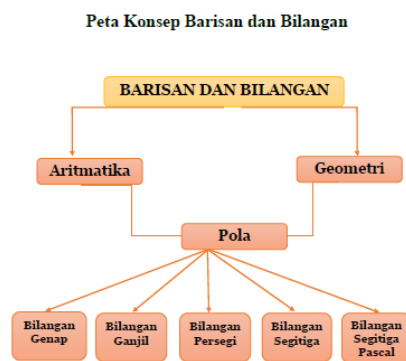 Peta Konsep Barisan dan Bilangan
BARISAN DAN BILANGAN
Aritmatika
Geometri
Pola
Bilangan
Genap
Bilangan
Ganjil
Bilangan
Persegi
Bilangan
Segitiga
Bilangan
Segitiga
Pascal